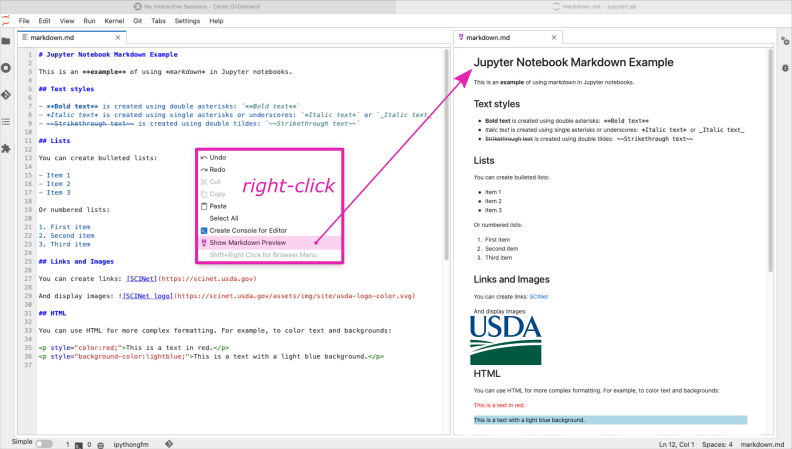 My Interactive Sessions - Ceres OnDemand
markdown.md - JupyterLab
File Edit View Run Kernel Git Tabs Settings Help
markdown.md ×
1 # Jupyter Notebook Markdown Example
2
3 This is an **example** of using *markdown* in Jupyter notebooks.
4
5 ## Text styles
6
7 - **Bold text** is created using double asterisks: `**Bold text**`
8 - *Italic text* is created using single asterisks or underscores: `*Italic text*` or `_Italic text_
9 - ~~Strikethrough text~~ is created using double tildes: `~~Strikethrough text~~`
10
11 ## Lists
12
13 You can create bulleted lists:
14
15 - Item 1
16 - Item 2
17 - Item 3
18
19 Or numbered lists:
20
21 1. First item
22 2. Second item
23 3. Third item
24
25 ## Links and Images
26
27 You can create links: [SCINet](https://scinet.usda.gov)
28
29 And display images: ![SCINet logo](https://scinet.usda.gov/assets/img/site/usda-logo-color.svg)
30
31 ## HTML
32
33 You can use HTML for more complex formatting. For example, to color text and backgrounds:
34
35 <p style="color:red;">This is a text in red.</p>
36 <p style="background-color:lightblue;">This is a text with a light blue background.</p>
37
Undo
Redo
Cut
Copy
Paste
Select All
Create Console for Editor
Show Markdown Preview
Shift+Right Click for Browser Menu
right-click
markdown.md ×
Jupyter Notebook Markdown Example
This is an example of using markdown in Jupyter notebooks.
Text styles
• Bold text is created using double asterisks: **Bold text**
• Italic text is created using single asterisks or underscores: *Italic text* or _Italic text_
• Strikethrough text is created using double tildes: ~~Strikethrough text~~
Lists
You can create bulleted lists:
• Item 1
• Item 2
• Item 3
Or numbered lists:
1. First item
2. Second item
3. Third item
Links and Images
You can create links: SCINet
And display images:
USDA
HTML
You can use HTML for more complex formatting. For example, to color text and backgrounds:
This is a text in red.
This is a text with a light blue background.
Simple 1 0 ipythongfm
Ln 12, Col 1 Spaces: 4 markdown.md